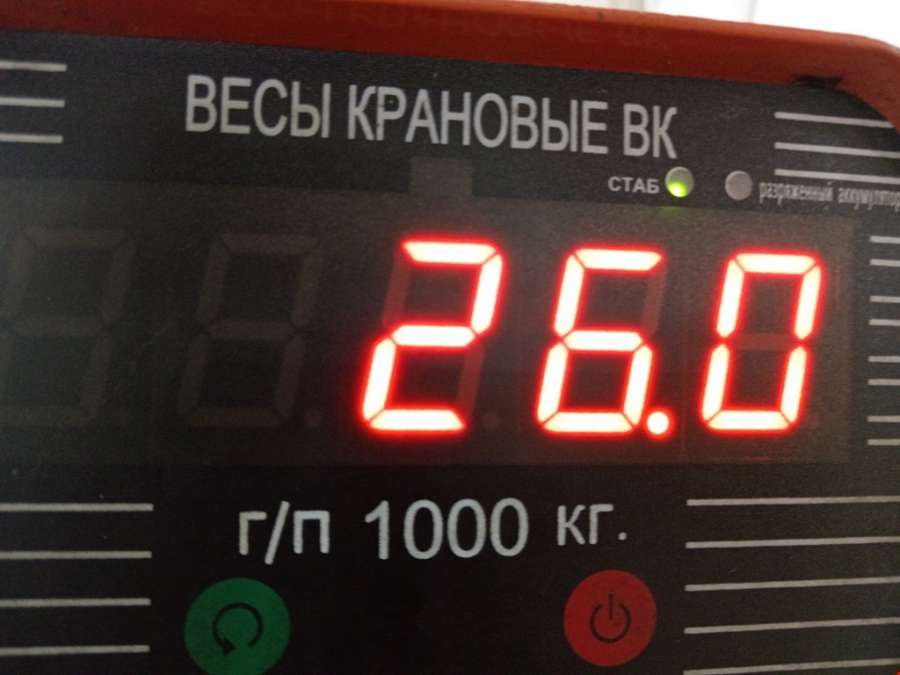 ВЕСЫ КРАНОВЫЕ ВК
СТАБ
разряженный аккумулятор
26.0
г/п 1000 кг.